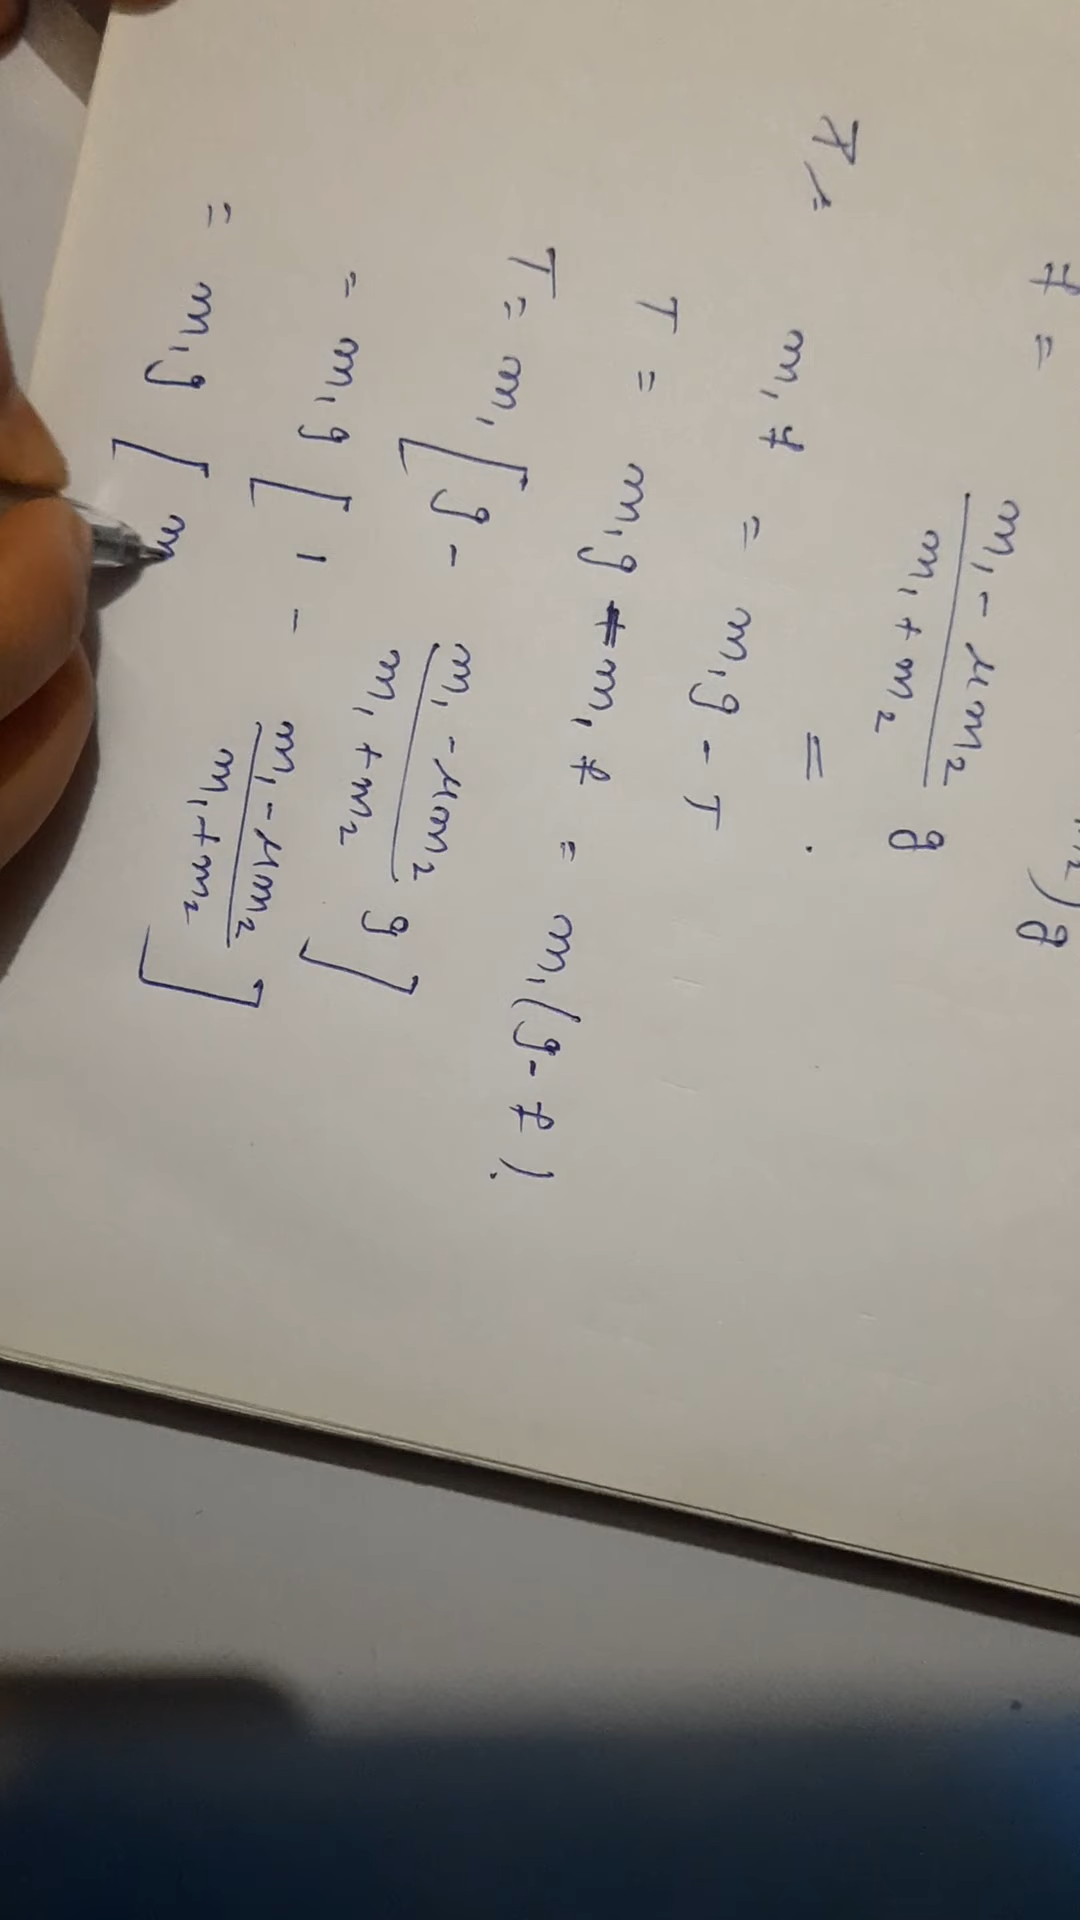 m₂) g
f = (m₁ - μm₂)/(m₁ + m₂) g
= .
m₁f = m₁g - T
T = m₁g - m₁f = m₁(g - f).
T = m₁[g - (m₁ - μm₂)/(m₁ + m₂) g]
= m₁g [1 - (m₁ - μm₂)/(m₁ + m₂)]
= m₁g [m